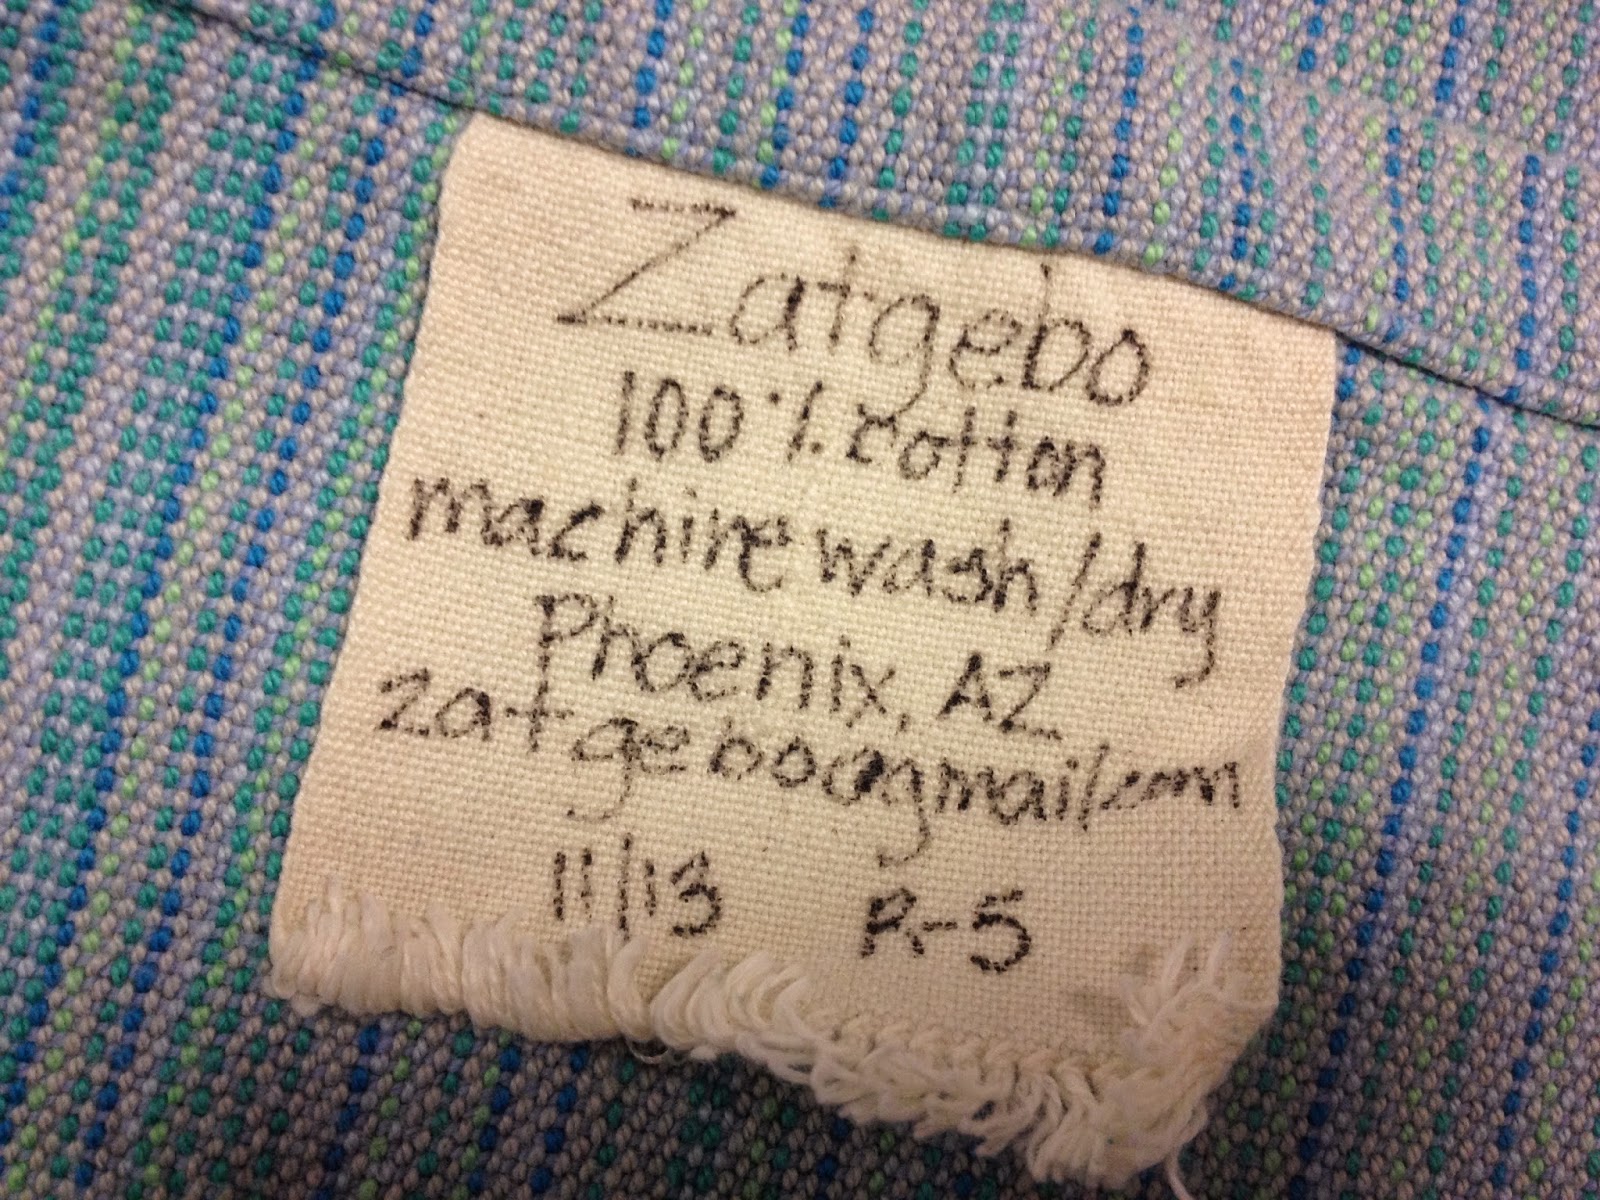 Zatgebo
100% cotton
machine wash/dry
Phoenix, AZ
zatgebo@gmail.com
11/13 R-5